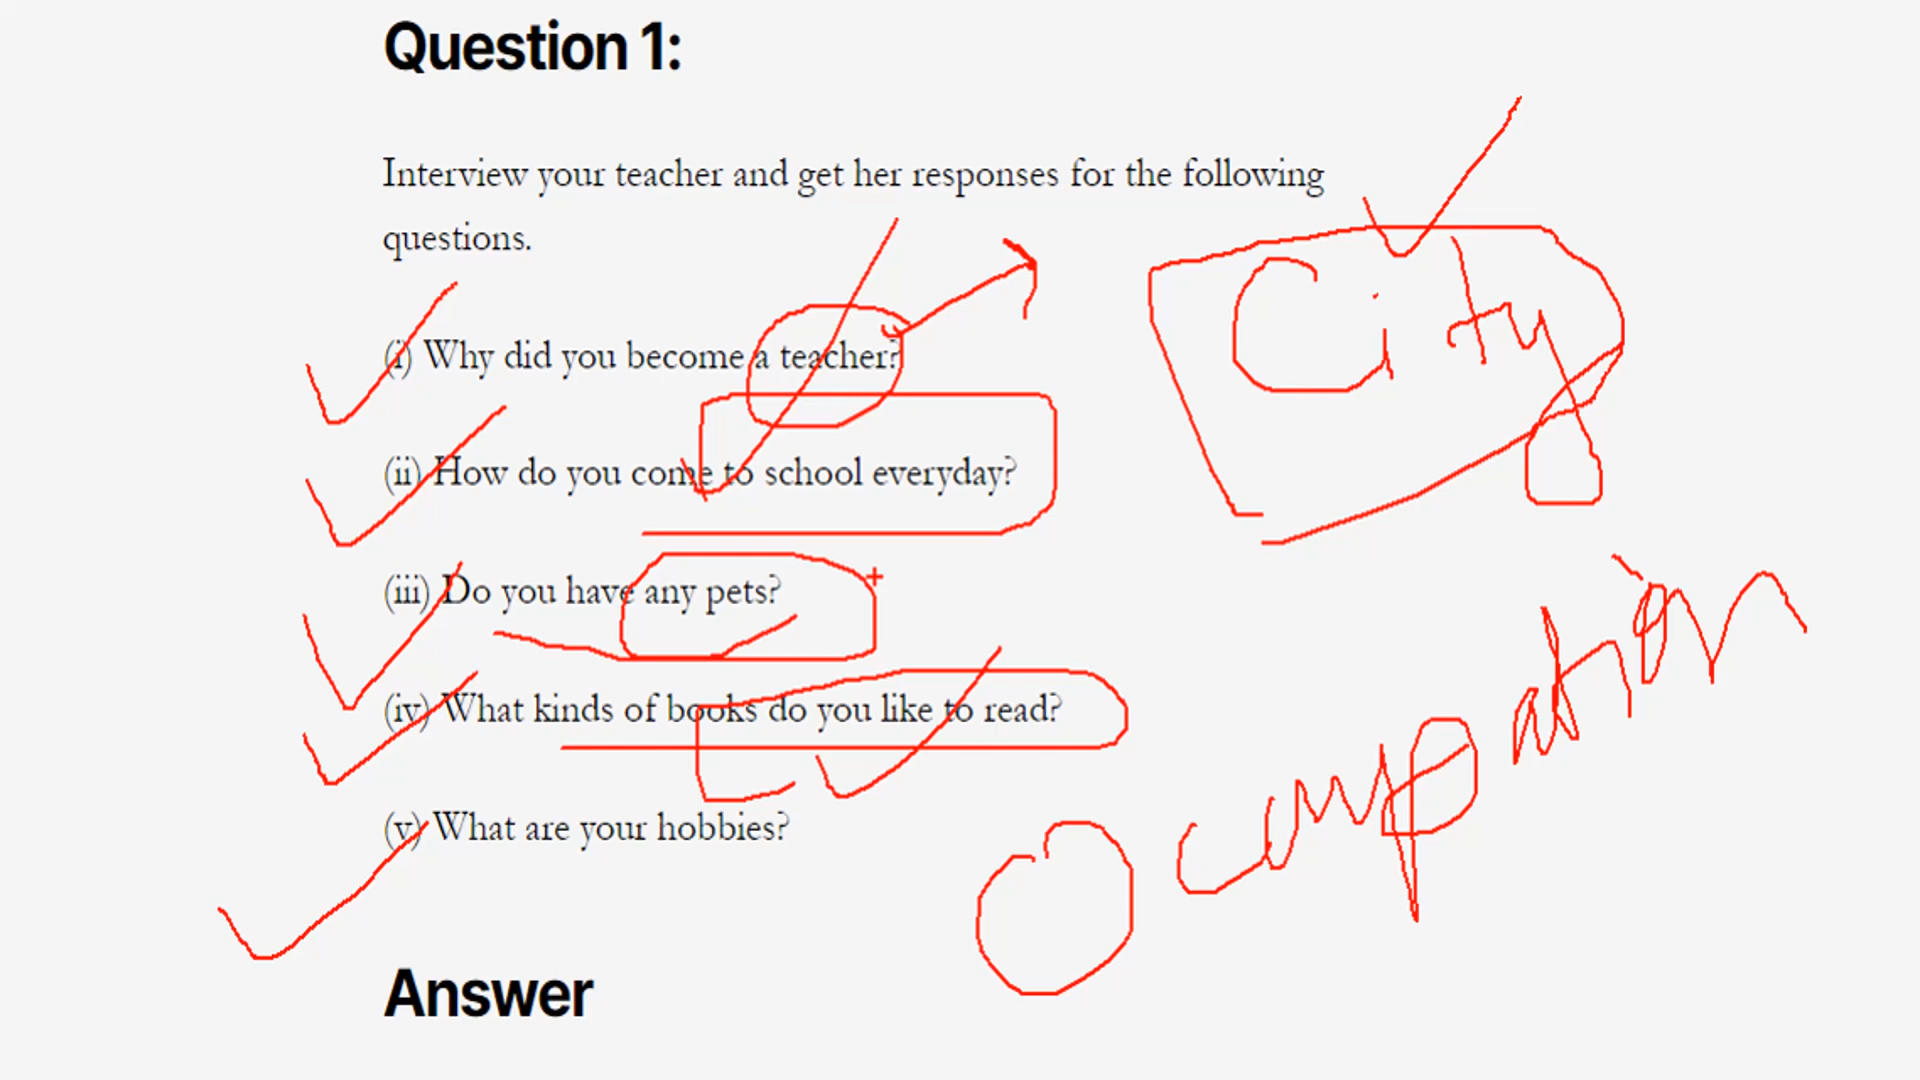 Question 1:
Interview your teacher and get her responses for the following
questions.
City
(i) Why did you become a teacher?
(ii) How do you come to school everyday?
(iii) Do you have any pets?
(iv) What kinds of books do you like to read?
(v) What are your hobbies?
Occupation
Answer